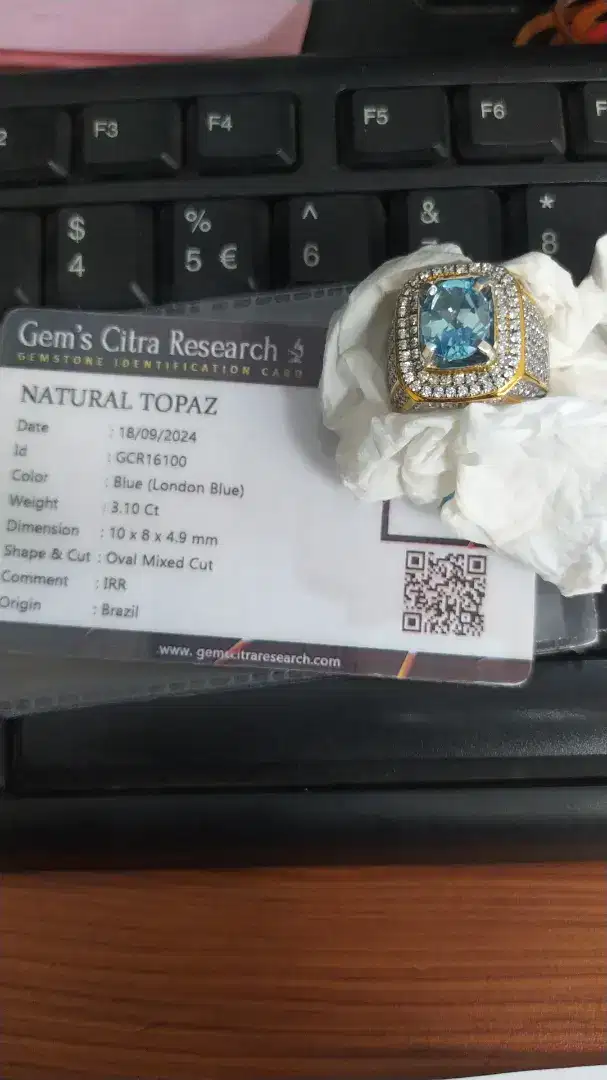 2 F3 F4 F5 F6 F
$ % ^ & *
4 5 € 6 8
Gem's Citra Research
GEMSTONE IDENTIFICATION CARD
NATURAL TOPAZ
Date : 18/09/2024
Id : GCR16100
Color : Blue (London Blue)
Weight : 3.10 Ct
Dimension : 10 x 8 x 4.9 mm
Shape & Cut : Oval Mixed Cut
Comment : IRR
Origin : Brazil
www. gemscitraresearch.com